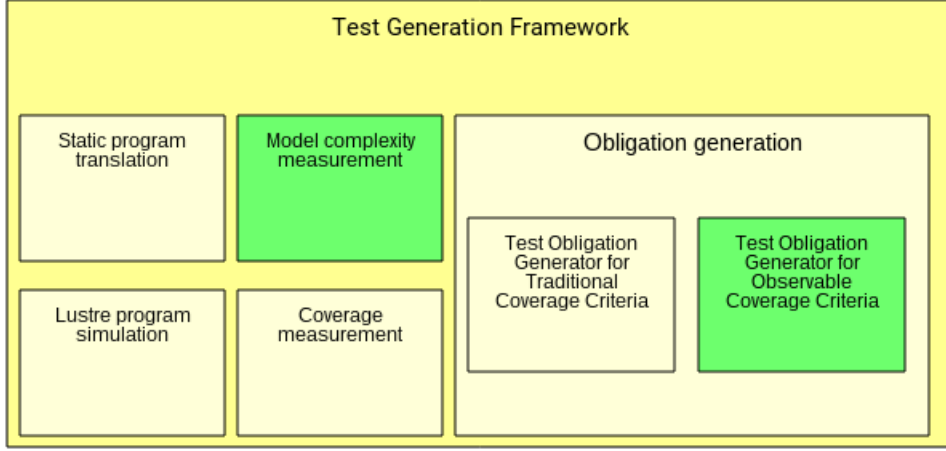 Test Generation Framework
Static program
translation
Model complexity
measurement
Obligation generation
Test Obligation
Generator for
Traditional
Coverage Criteria
Test Obligation
Generator for
Observable
Coverage Criteria
Lustre program
simulation
Coverage
measurement